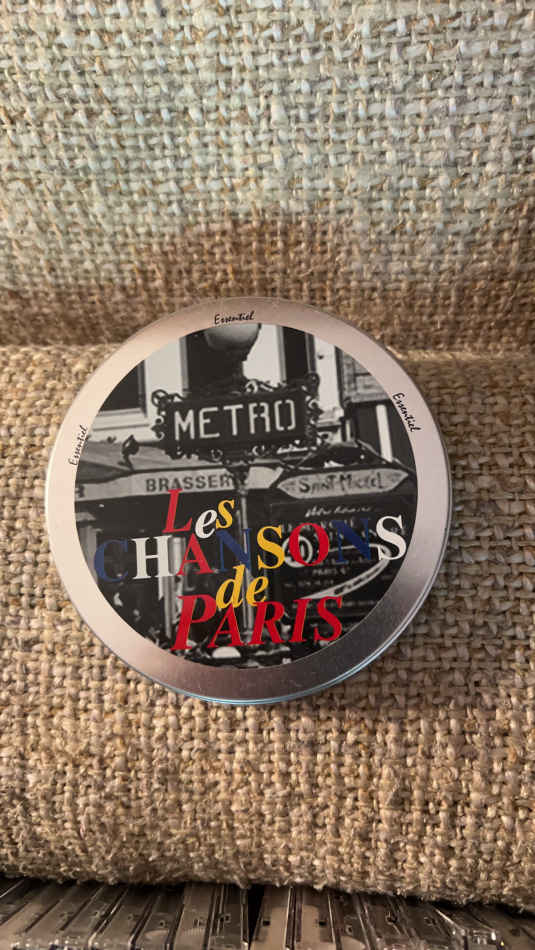 Essentiel
Essentiel
Essentiel
METRO
BRASSER
Saint Michel
Les
CHANSONS
de
PARIS